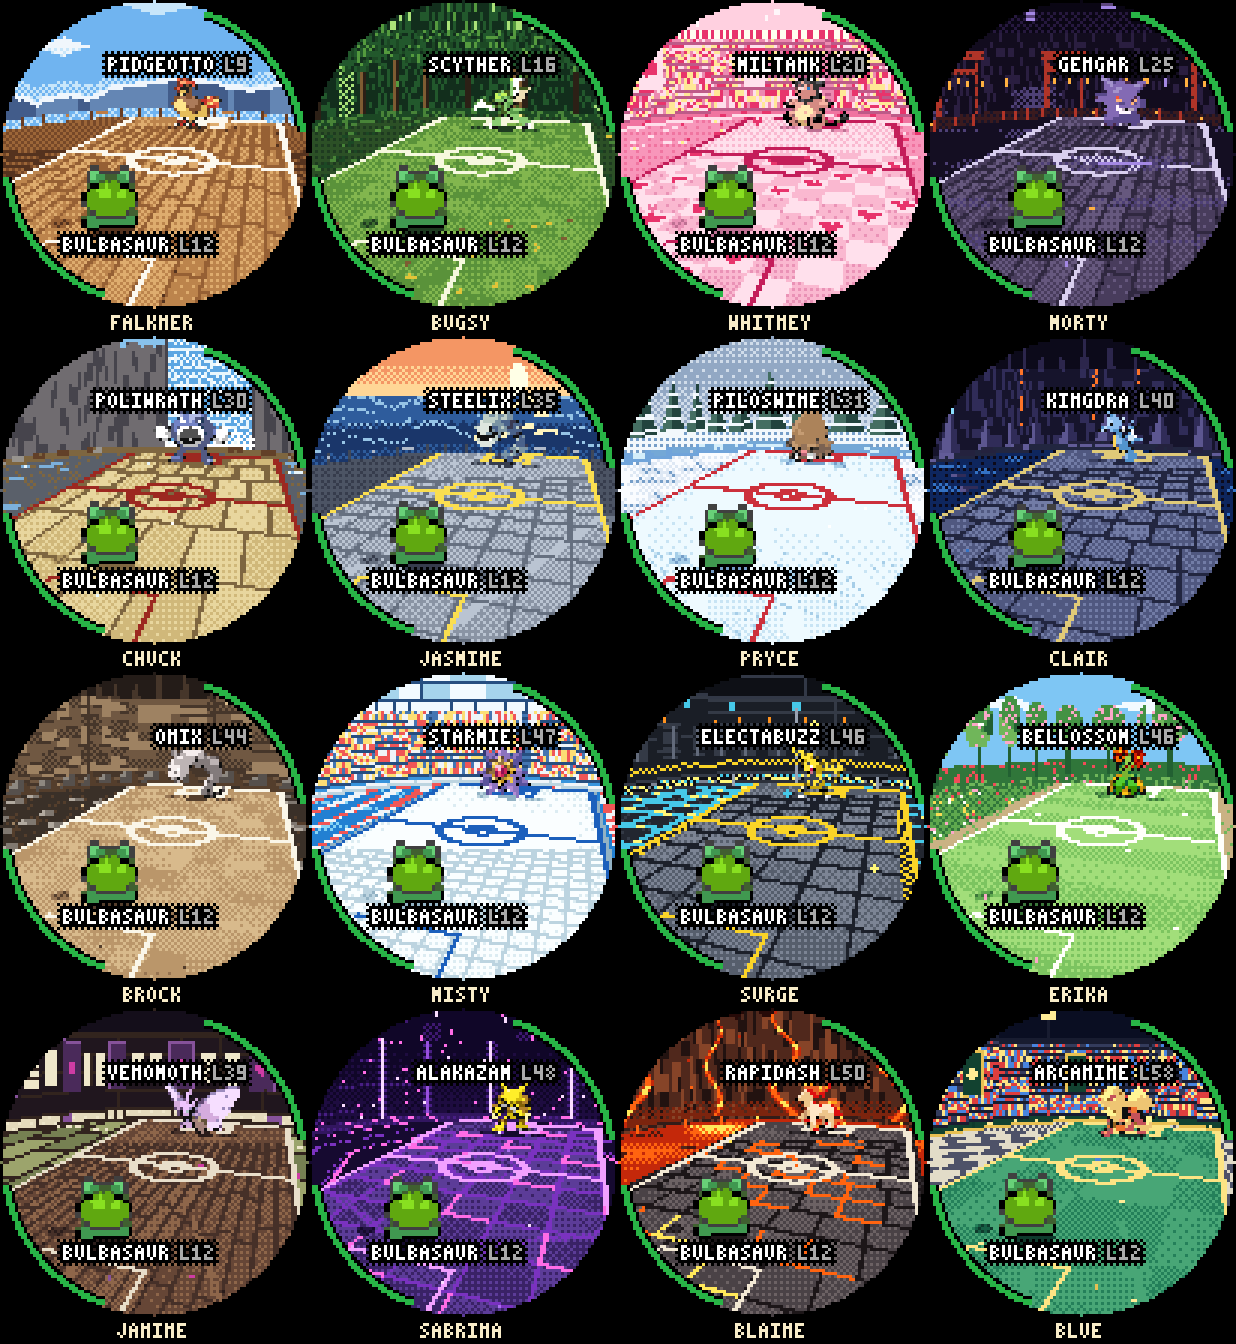 PIDGEOTTO L9
BULBASAUR L12
FALKNER
SCYTHER L16
BULBASAUR L12
BUGSY
MILTANK L20
BULBASAUR L12
WHITNEY
GENGAR L25
BULBASAUR L12
MORTY
POLIWRATH L30
BULBASAUR L12
CHUCK
STEELIX L35
BULBASAUR L12
JASMINE
PILOSWINE L31
BULBASAUR L12
PRYCE
KINGDRA L40
BULBASAUR L12
CLAIR
ONIX L44
BULBASAUR L12
BROCK
STARMIE L47
BULBASAUR L12
MISTY
ELECTABUZZ L46
BULBASAUR L12
SURGE
BELLOSSOM L46
BULBASAUR L12
ERIKA
VENOMOTH L39
BULBASAUR L12
JANINE
ALAKAZAM L48
BULBASAUR L12
SABRINA
RAPIDASH L50
BULBASAUR L12
BLAINE
ARCANINE L58
BULBASAUR L12
BLUE